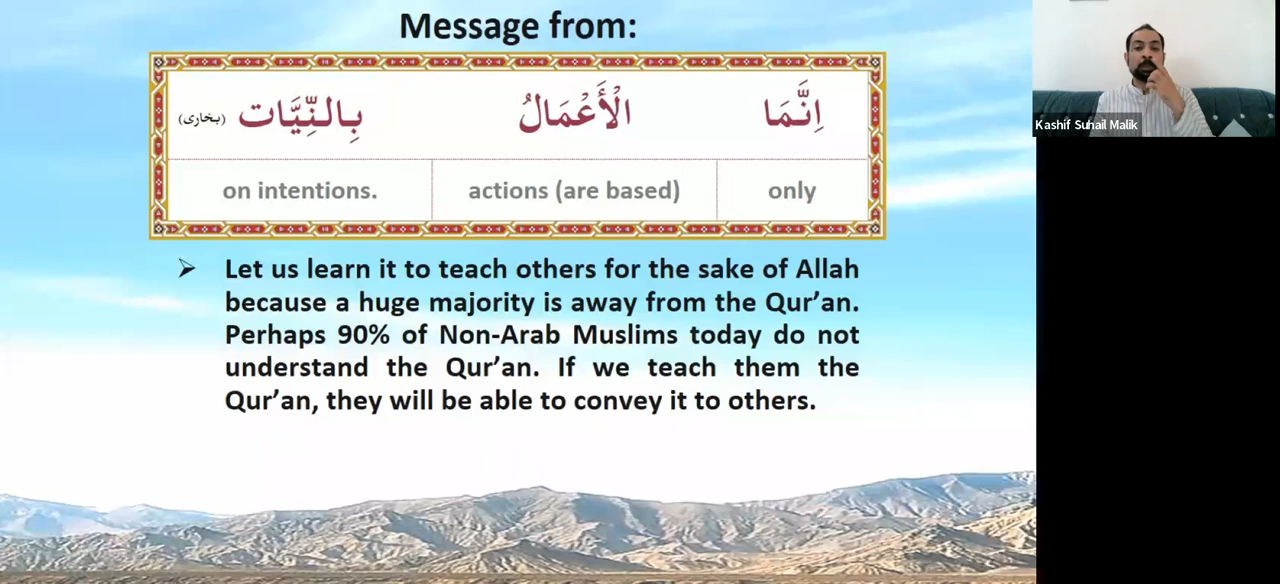 Message from:
اِنَّمَا الْأَعْمَالُ بِالنِّيَّات (بخاری)
on intentions. actions (are based) only
➢ Let us learn it to teach others for the sake of Allah
because a huge majority is away from the Qur’an.
Perhaps 90% of Non-Arab Muslims today do not
understand the Qur’an. If we teach them the
Qur’an, they will be able to convey it to others.
Kashif Suhail Malik